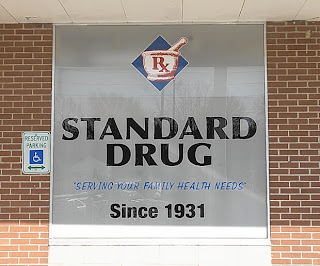 Rx
STANDARD
DRUG
"SERVING YOUR FAMILY HEALTH NEEDS"
Since 1931
RESERVED
PARKING